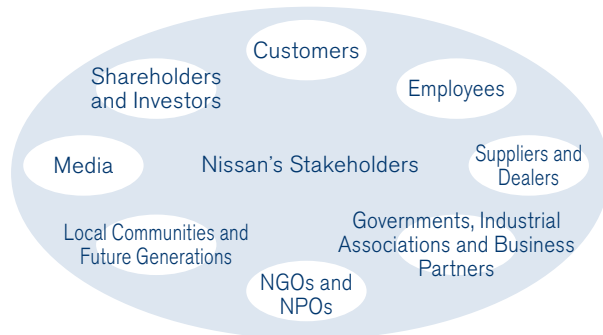 Customers
Shareholders
and Investors
Employees
Media
Nissan’s Stakeholders
Suppliers and
Dealers
Local Communities and
Future Generations
Governments, Industrial
Associations and Business
Partners
NGOs and
NPOs